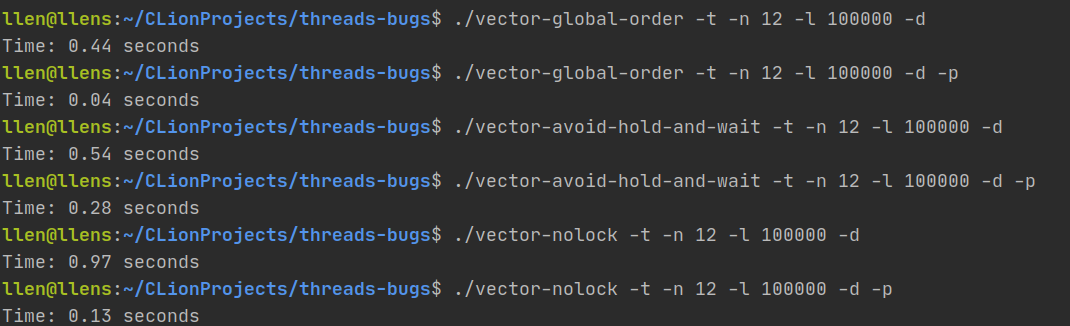 llen@llens:~/CLionProjects/threads-bugs$ ./vector-global-order -t -n 12 -l 100000 -d
Time: 0.44 seconds
llen@llens:~/CLionProjects/threads-bugs$ ./vector-global-order -t -n 12 -l 100000 -d -p
Time: 0.04 seconds
llen@llens:~/CLionProjects/threads-bugs$ ./vector-avoid-hold-and-wait -t -n 12 -l 100000 -d
Time: 0.54 seconds
llen@llens:~/CLionProjects/threads-bugs$ ./vector-avoid-hold-and-wait -t -n 12 -l 100000 -d -p
Time: 0.28 seconds
llen@llens:~/CLionProjects/threads-bugs$ ./vector-nolock -t -n 12 -l 100000 -d
Time: 0.97 seconds
llen@llens:~/CLionProjects/threads-bugs$ ./vector-nolock -t -n 12 -l 100000 -d -p
Time: 0.13 seconds